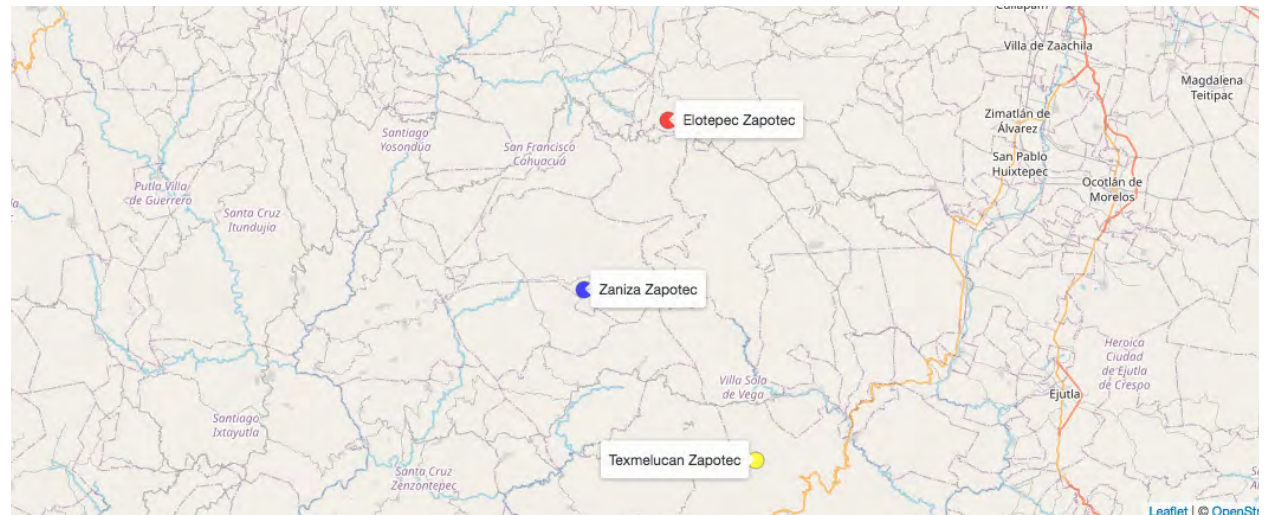 Villa de Zaachila
Magdalena
Teitipac
Elotepec Zapotec
Zimatlán de
Álvarez
Santiago
Yosondúa
San Francisco
Cahuacuá
San Pablo
Huixtepec
Putla Villa
de Guerrero
Ocotlán de
Morelos
Santa Cruz
Itundujia
Zaniza Zapotec
Heroica
Ciudad
de Ejutla
de Crespo
Villa Sola
de Vega
Ejutla
Santiago
Ixtayutla
Texmelucan Zapotec
Santa Cruz
Zenzontepec
Leaflet | © OpenStr